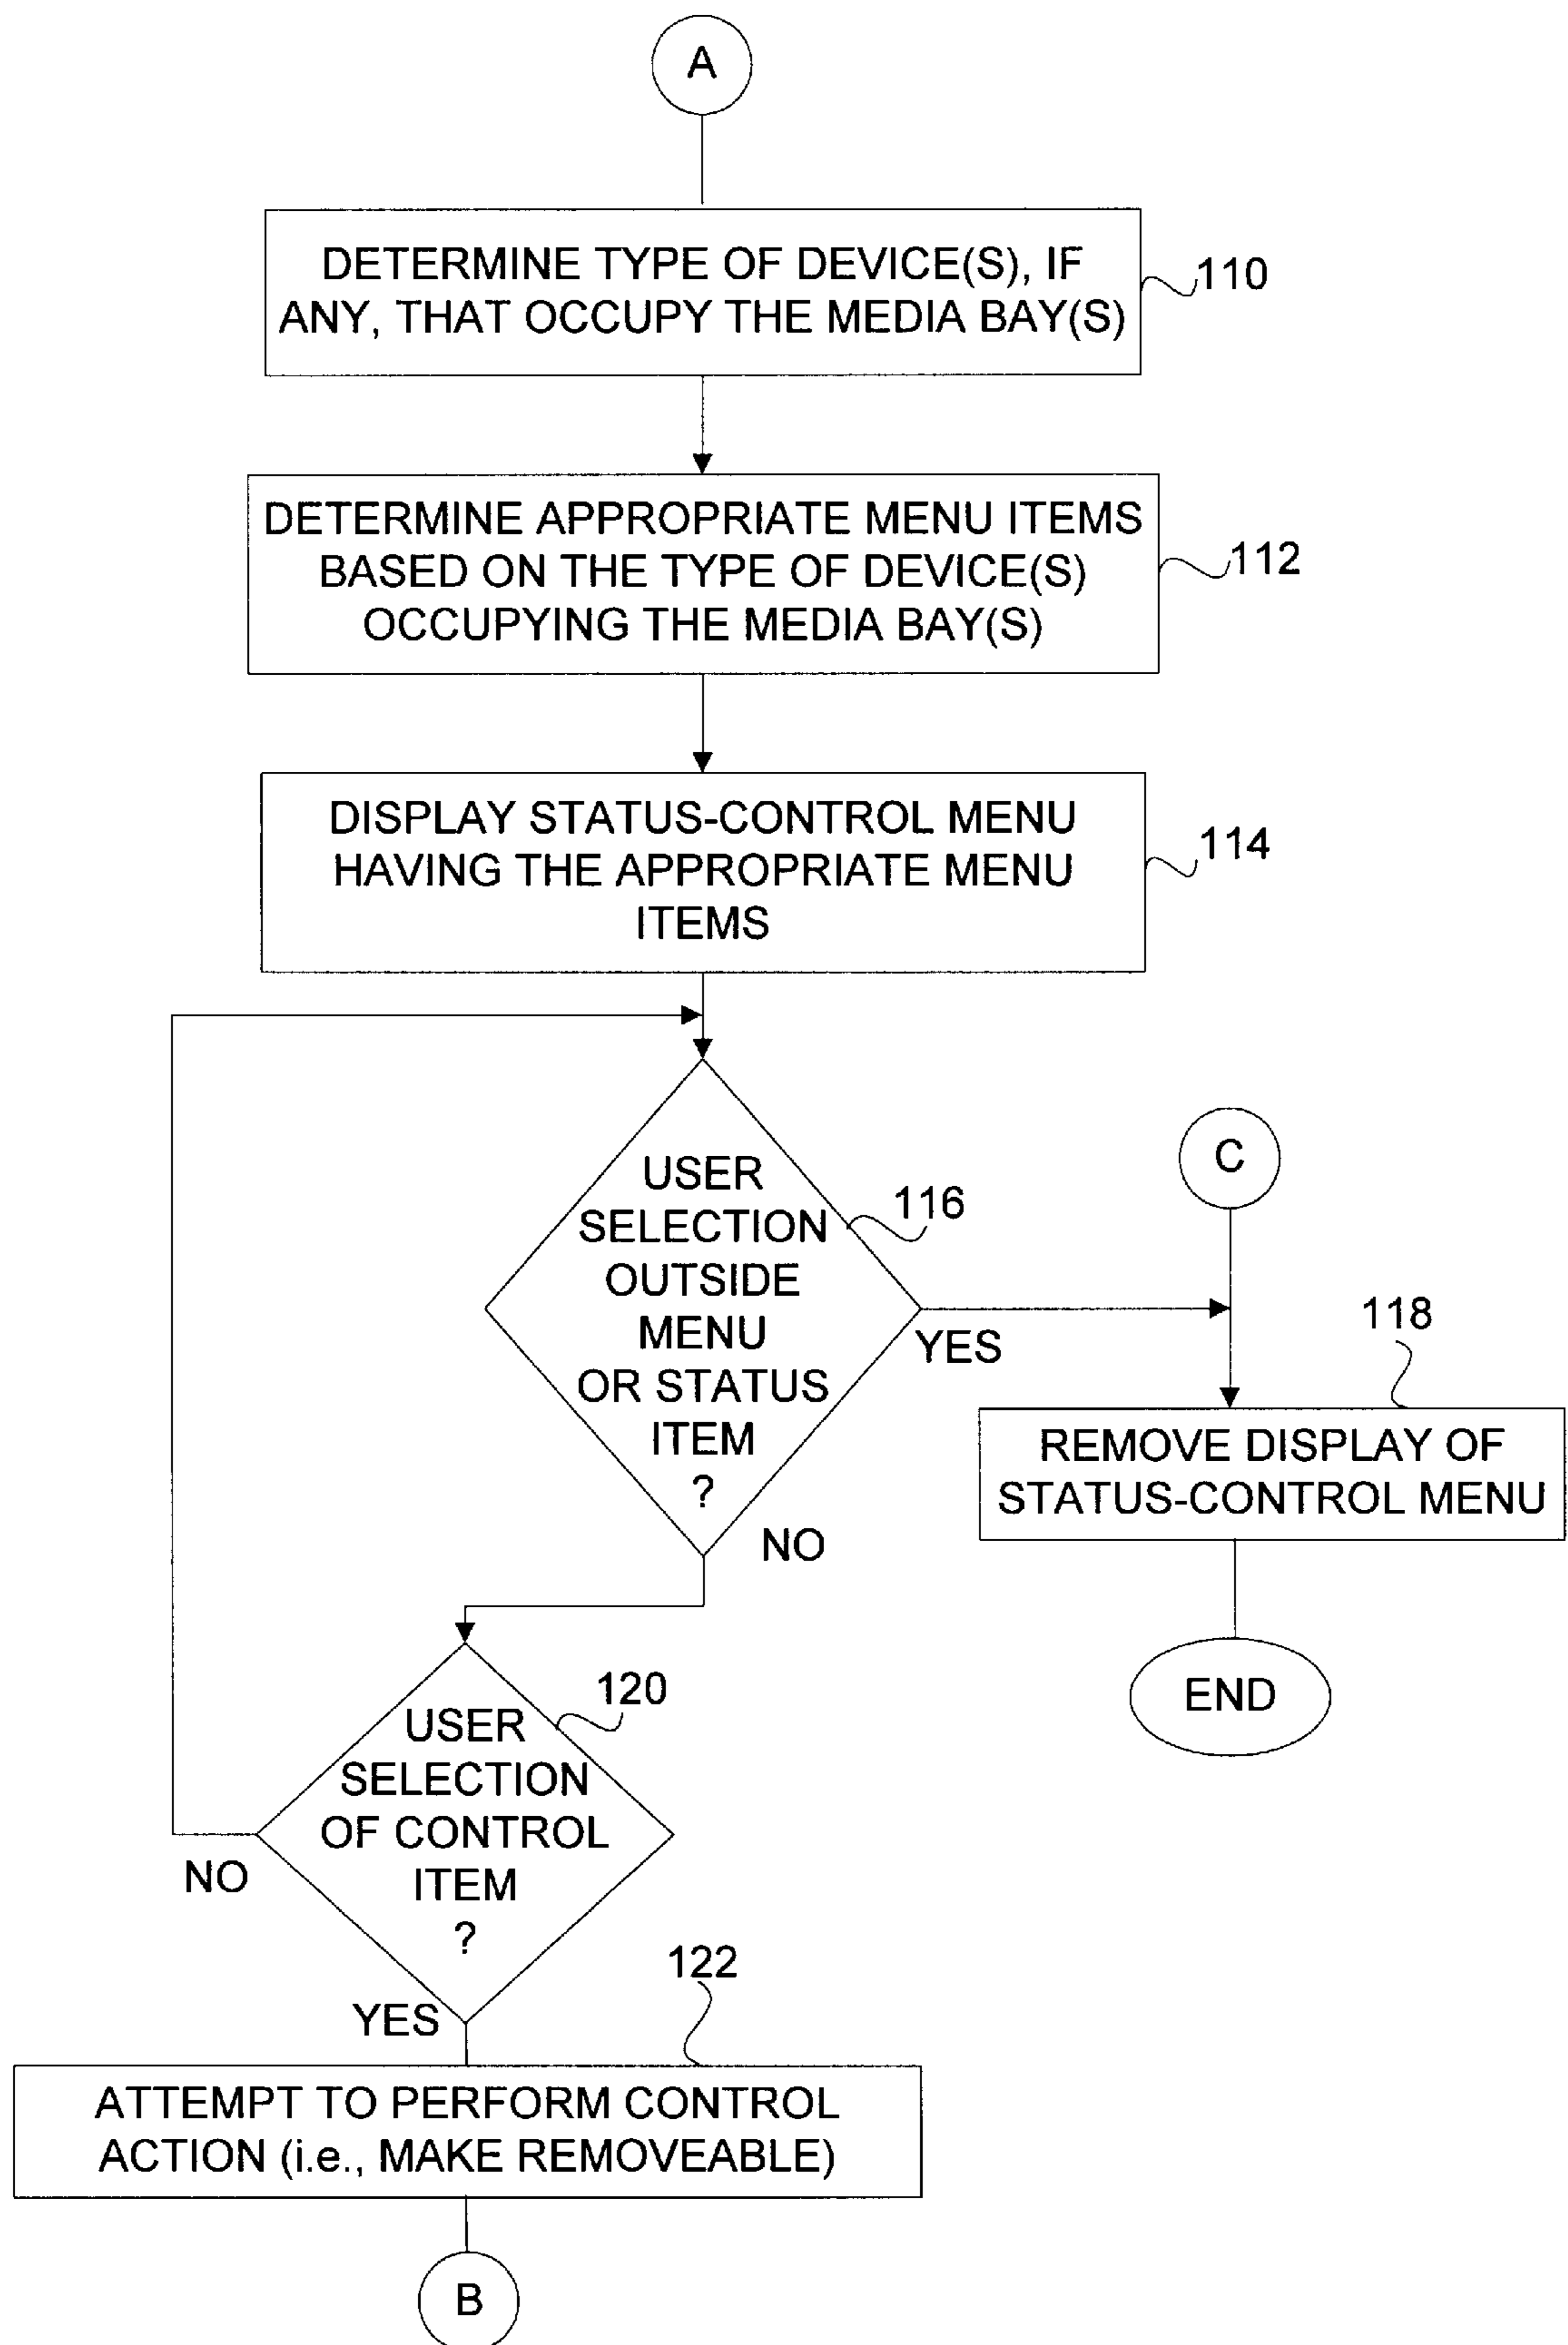 A
DETERMINE TYPE OF DEVICE(S), IF
ANY, THAT OCCUPY THE MEDIA BAY(S)
110
DETERMINE APPROPRIATE MENU ITEMS
BASED ON THE TYPE OF DEVICE(S)
OCCUPYING THE MEDIA BAY(S)
112
DISPLAY STATUS-CONTROL MENU
HAVING THE APPROPRIATE MENU
ITEMS
114
USER
SELECTION
OUTSIDE
MENU
OR STATUS
ITEM
?
116
YES
NO
C
118
REMOVE DISPLAY OF
STATUS-CONTROL MENU
END
120
USER
SELECTION
OF CONTROL
ITEM
?
NO
YES
122
ATTEMPT TO PERFORM CONTROL
ACTION (i.e., MAKE REMOVEABLE)
B